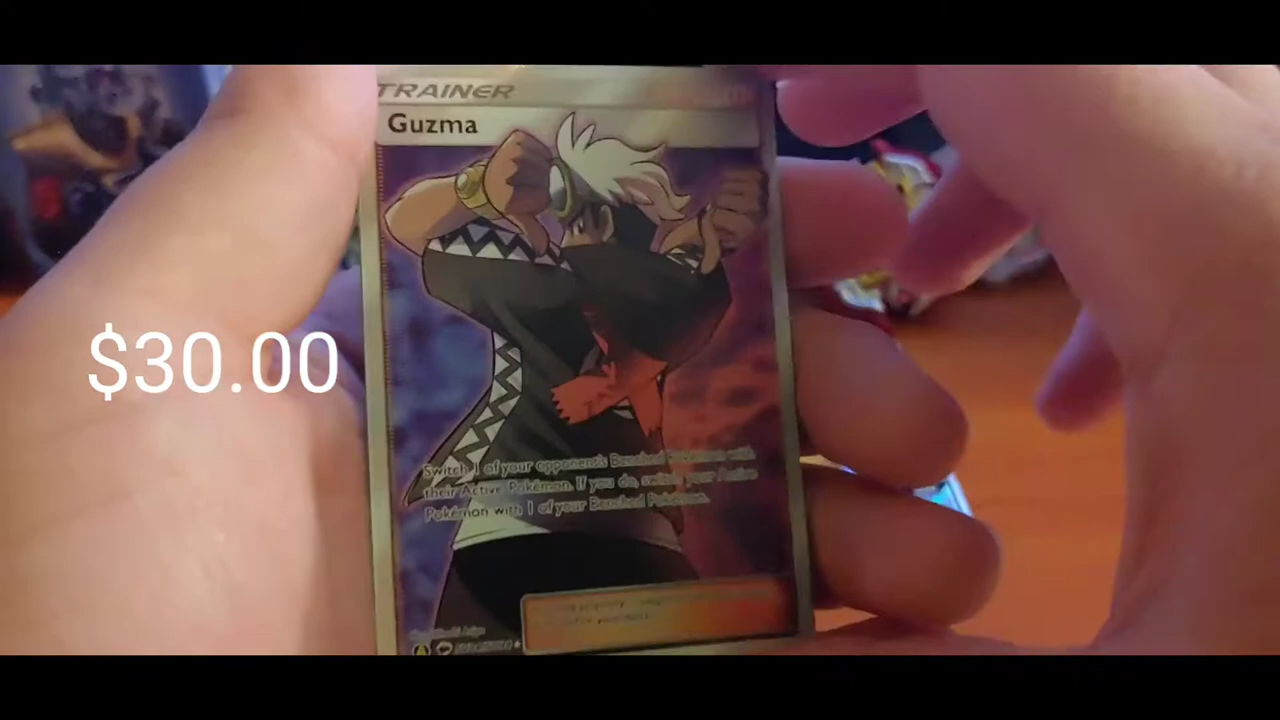 TRAINER
Guzma
$30.00
Switch 1 of your opponent's Benched Pokémon with
their Active Pokémon. If you do, switch your Active
Pokémon with 1 of your Benched Pokémon.